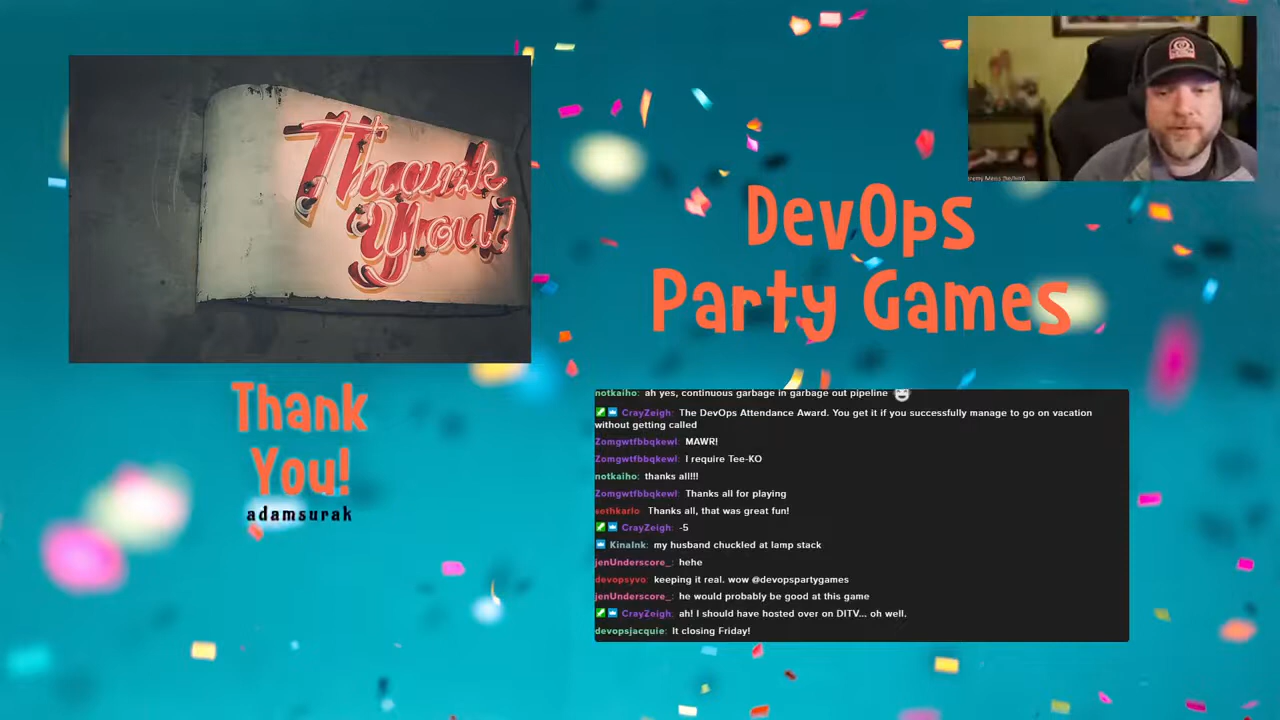 Thank
you!
DevOps
Party Games
Thank
You!
adamsurak
notkaiho: ah yes, continuous garbage in garbage out pipeline
CrayZeigh: The DevOps Attendance Award. You get it if you successfully manage to go on vacation
without getting called
Zomgwtfbbqkewl: MAWR!
Zomgwtfbbqkewl: I require Tee-KO
notkaiho: thanks all!!!
Zomgwtfbbqkewl: Thanks all for playing
sethkarlo: Thanks all, that was great fun!
CrayZeigh: -5
KinaInk: my husband chuckled at lamp stack
jenUnderscore_: hehe
devopsyvo: keeping it real. wow @devopspartygames
jenUnderscore_: he would probably be good at this game
CrayZeigh: ah! I should have hosted over on DITV... oh well.
devopsjacquie: It closing Friday!